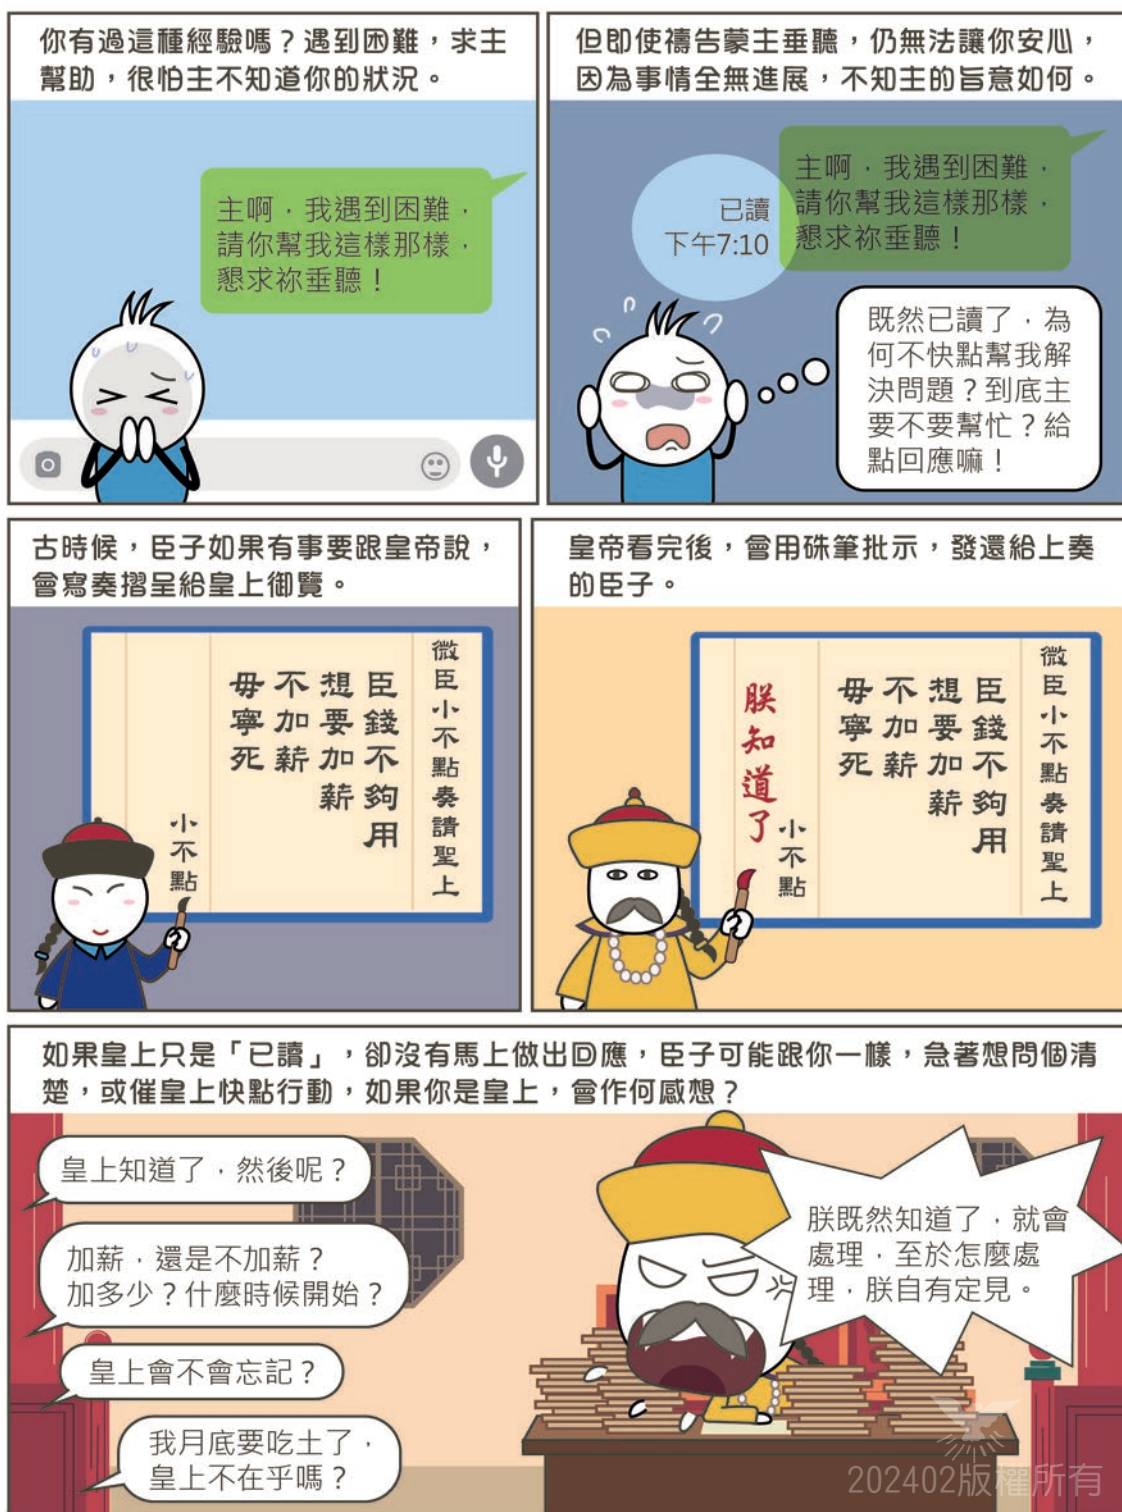 你有過這種經驗嗎？遇到困難，求主
幫助，很怕主不知道你的狀況。
主啊，我遇到困難，
請你幫我這樣那樣，
懇求祢垂聽！
但即使禱告蒙主垂聽，仍無法讓你安心，
因為事情全無進展，不知主的旨意如何。
主啊，我遇到困難，
請你幫我這樣那樣，
懇求祢垂聽！
已讀
下午7:10
既然已讀了，為
何不快點幫我解
決問題？到底主
要不要幫忙？給
點回應嘛！
古時候，臣子如果有事要跟皇帝說，
會寫奏摺呈給皇上御覽。
微臣小不點奏請聖上
臣錢不夠用
想要加薪
不加薪
毋寧死
小不點
皇帝看完後，會用硃筆批示，發還給上奏
的臣子。
微臣小不點奏請聖上
臣錢不夠用
想要加薪
不加薪
毋寧死
小不點
朕知道了
如果皇上只是「已讀」，卻沒有馬上做出回應，臣子可能跟你一樣，急著想問個清
楚，或催皇上快點行動，如果你是皇上，會作何感想？
皇上知道了，然後呢？
加薪，還是不加薪？
加多少？什麼時候開始？
皇上會不會忘記？
我月底要吃土了，
皇上不在乎嗎？
朕既然知道了，就會
處理，至於怎麼處
理，朕自有定見。
202402版權所有